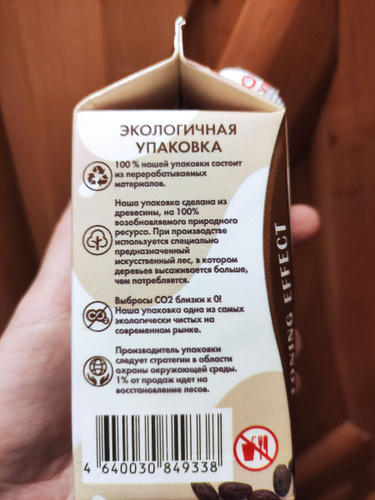 ЭКОЛОГИЧНАЯ
УПАКОВКА
100 % нашей упаковки состоит
из перерабатываемых
материалов.
Наша упаковка сделана из
древесины, на 100%
возобновляемого природного
ресурса. При производстве
используется специально
предназначенный
искусственный лес, в котором
деревьев высаживается больше,
чем потребляется.
Выбросы CO2 близки к 0!
Наша упаковка одна из самых
экологически чистых на
современном рынке.
CO2
Производитель упаковки
следует стратегии в области
охраны окружающей среды.
1% от продаж идет на
восстановление лесов.
4 640030 849338
EFFECT